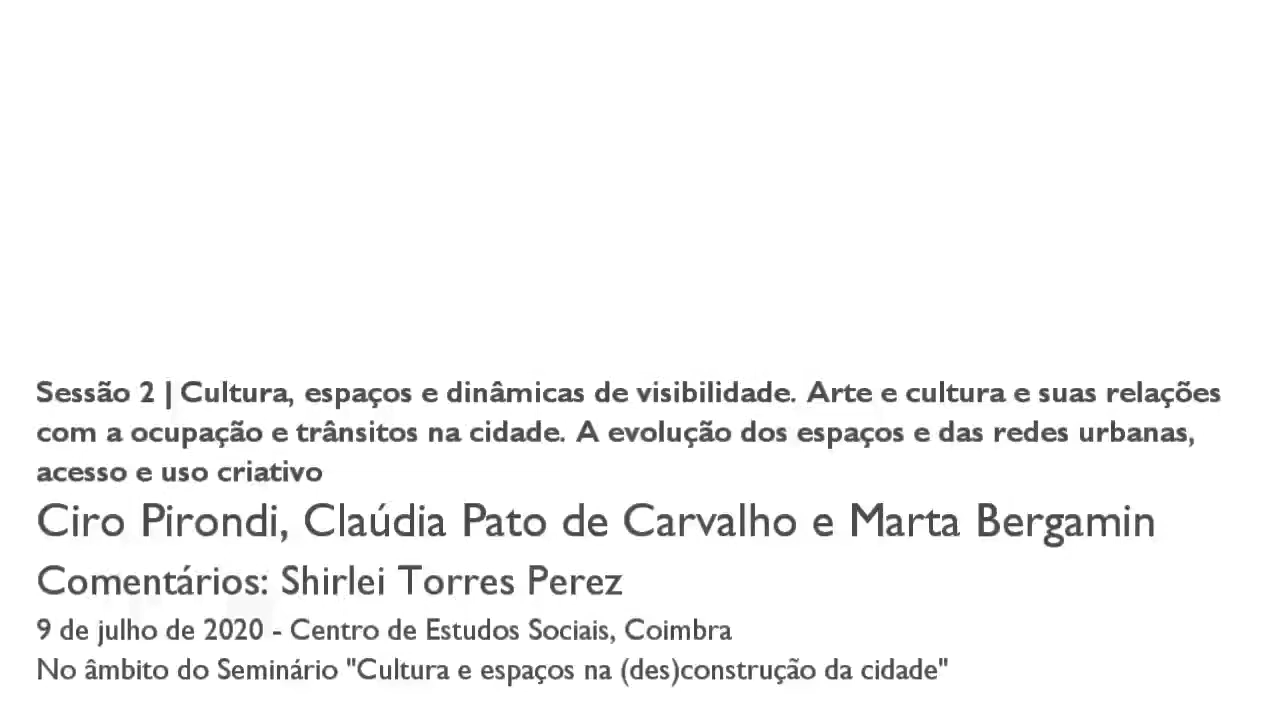 Sessão 2 | Cultura, espaços e dinâmicas de visibilidade. Arte e cultura e suas relações
com a ocupação e trânsitos na cidade. A evolução dos espaços e das redes urbanas,
acesso e uso criativo
Ciro Pirondi, Claúdia Pato de Carvalho e Marta Bergamin
Comentários: Shirlei Torres Perez
9 de julho de 2020 - Centro de Estudos Sociais, Coimbra
No âmbito do Seminário "Cultura e espaços na (des)construção da cidade"